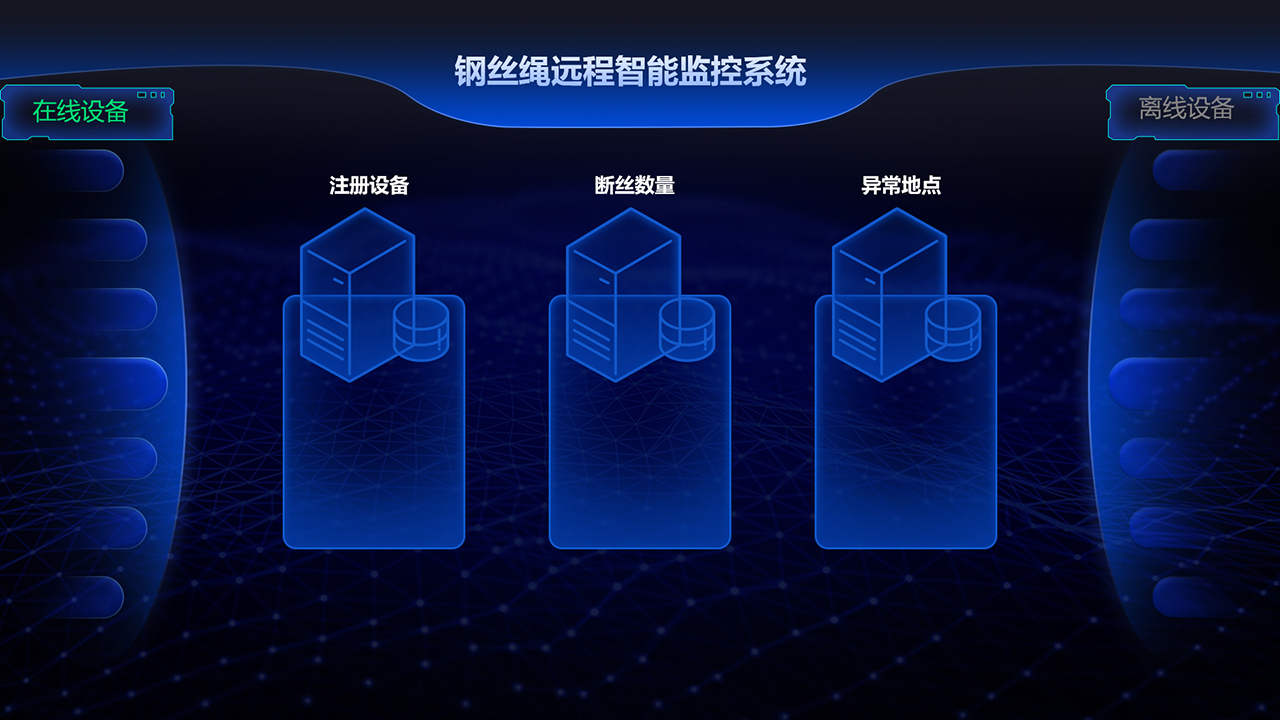 钢丝绳远程智能监控系统
在线设备
离线设备
注册设备
断丝数量
异常地点